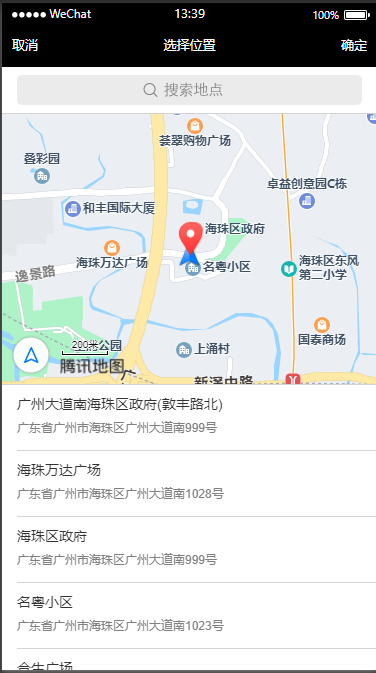 WeChat
13:39
100%
取消
选择位置
确定
搜索地点
荟翠购物广场
卓益创意园C栋
和丰国际大厦
海珠区政府
海珠万达广场
名粤小区
海珠区东风
第二小学
逸景路
国泰商场
200米
公园
上涌村
腾讯地图
广州大道南海珠区政府(敦丰路北)
广东省广州市海珠区广州大道南999号
海珠万达广场
广东省广州市海珠区广州大道南1028号
海珠区政府
广东省广州市海珠区广州大道南999号
名粤小区
广东省广州市海珠区广州大道南1023号
合生广场